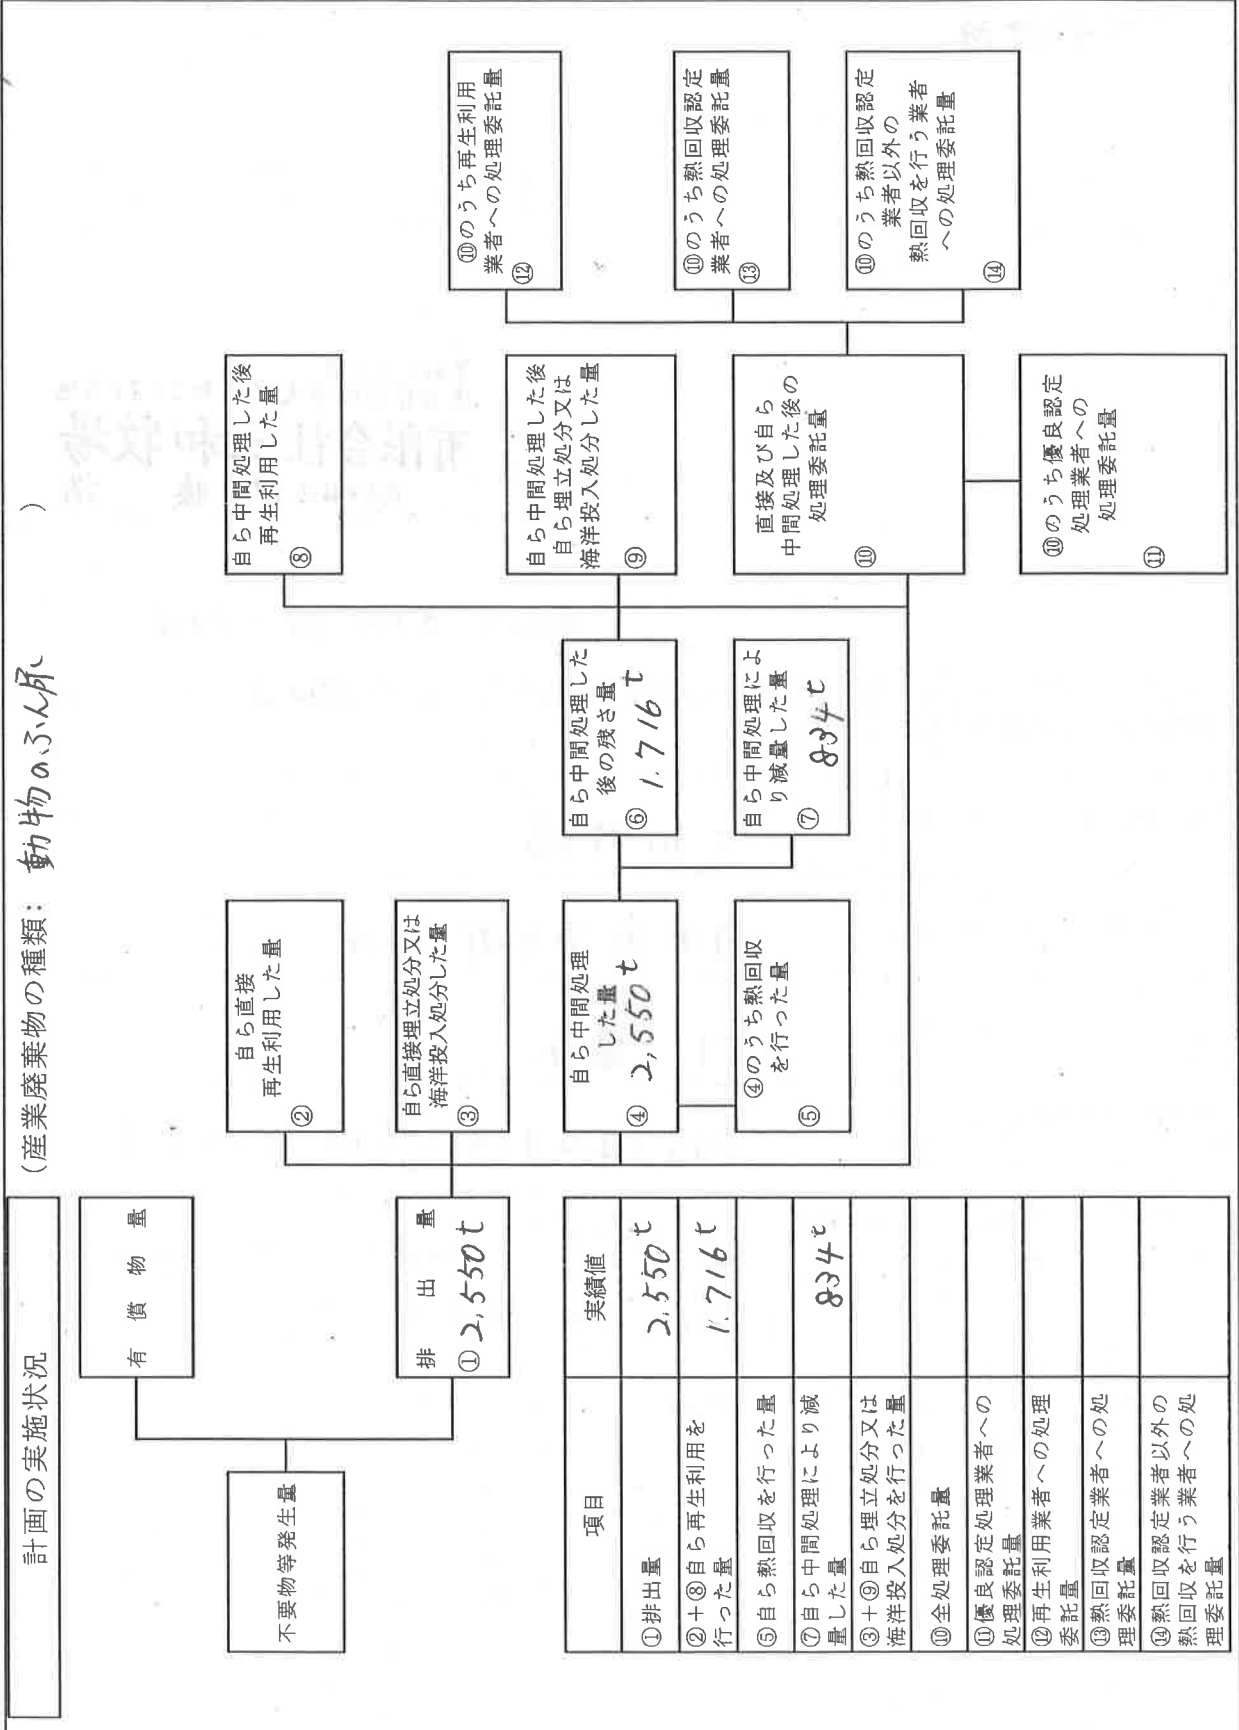 計画の実施状況
(産業廃棄物の種類: 動物のふん尿 )
不要物等発生量
有償物量
排出量
① 2,550t
自ら直接
再生利用した量
②
自ら直接埋立処分又は
海洋投入処分した量
③
自ら中間処理
した量
④ 2,550t
④のうち熱回収
を行った量
⑤
自ら中間処理した
後の残さ量
⑥ 1.716t
自ら中間処理によ
り減量した量
⑦ 834t
自ら中間処理した後
再生利用した量
⑧
自ら中間処理した後
自ら埋立処分又は
海洋投入処分した量
⑨
直接及び自ら
中間処理した後の
処理委託量
⑩
⑩のうち優良認定
処理業者への
処理委託量
⑪
⑩のうち再生利用
業者への処理委託量
⑫
⑩のうち熱回収認定
業者への処理委託量
⑬
⑩のうち熱回収認定
業者以外の
熱回収を行う業者
への処理委託量
⑭
項目 実績値
①排出量 2.550t
②+⑧自ら再生利用を
行った量 1.716t
⑤自ら熱回収を行った量
⑦自ら中間処理により減
量した量 834t
③+⑨自ら埋立処分又は
海洋投入処分を行った量
⑩全処理委託量
⑪優良認定処理業者への
処理委託量
⑫再生利用業者への処理
委託量
⑬熱回収認定業者への処
理委託量
⑭熱回収認定業者以外の
熱回収を行う業者への処
理委託量